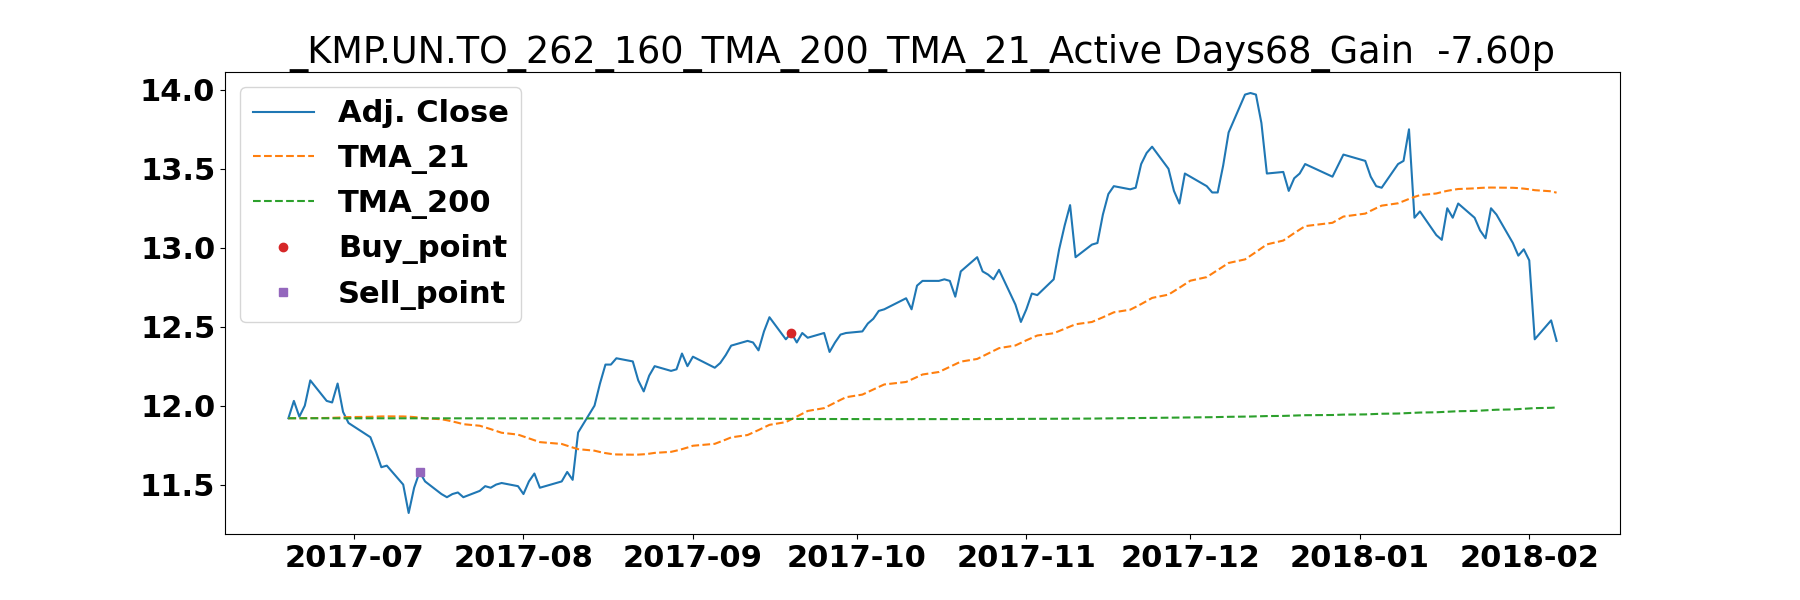 _KMP.UN.TO_262_160_TMA_200_TMA_21_Active Days68_Gain  -7.60p
14.0
13.5
13.0
12.5
12.0
11.5
Adj. Close
TMA_21
TMA_200
Buy_point
Sell_point
2017-07 2017-08 2017-09 2017-10 2017-11 2017-12 2018-01 2018-02